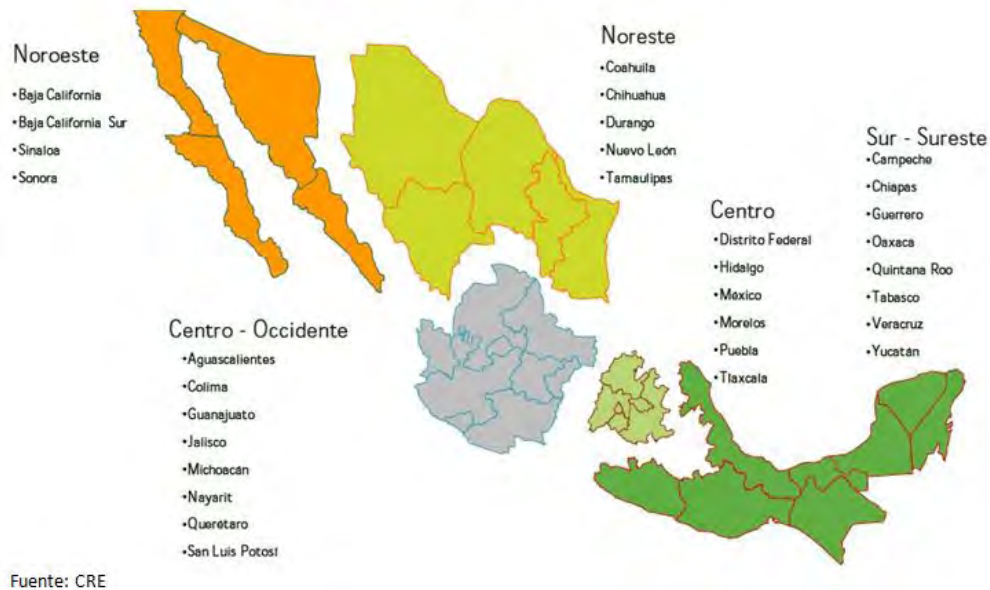 Noroeste
•Baja California
•Baja California Sur
•Sinaloa
•Sonora
Noreste
•Coahuila
•Chihuahua
•Durango
•Nuevo León
•Tamaulipas
Sur - Sureste
•Campeche
•Chiapas
•Guerrero
•Oaxaca
•Quintana Roo
•Tabasco
•Veracruz
•Yucatán
Centro
•Distrito Federal
•Hidalgo
•México
•Morelos
•Puebla
•Tlaxcala
Centro - Occidente
•Aguascalientes
•Colima
•Guanajuato
•Jalisco
•Michoacán
•Nayarit
•Querétaro
•San Luis Potosí
Fuente: CRE